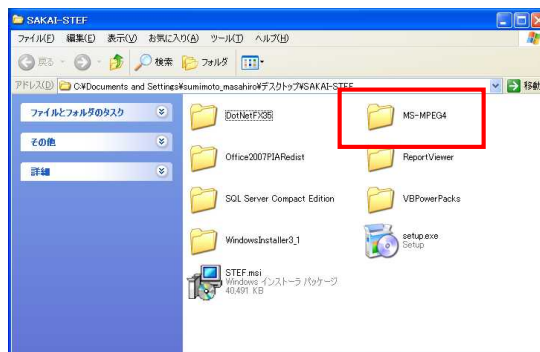 SAKAI-STEF
ファイル(F) 編集(E) 表示(V) お気に入り(A) ツール(T) ヘルプ(H)
戻る 検索 フォルダ
アドレス(D) C:¥Documents and Settings¥sumimoto_masahiro¥デスクトップ¥SAKAI-STEF 移動
ファイルとフォルダのタスク
その他
詳細
DotNetFX35
MS-MPEG4
Office2007PIARedist
ReportViewer
SQL Server Compact Edition
VBPowerPacks
WindowsInstaller3_1
setup.exe
Setup
STEF.msi
Windows インストーラ パッケージ
40,491 KB